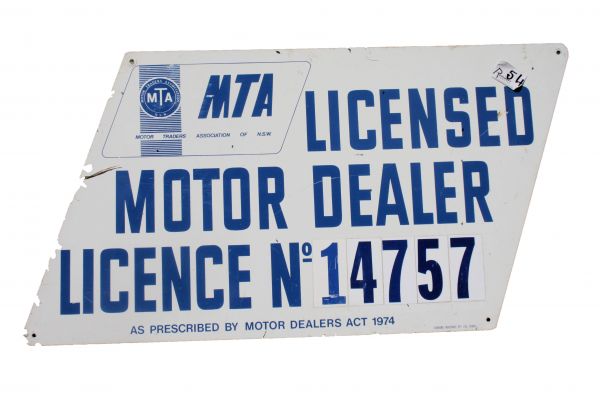 MTA
MTA
MOTOR TRADERS ASSOCIATION OF N.S.W.
54
LICENSED
MOTOR DEALER
LICENCE Nº 14757
AS PRESCRIBED BY MOTOR DEALERS ACT 1974